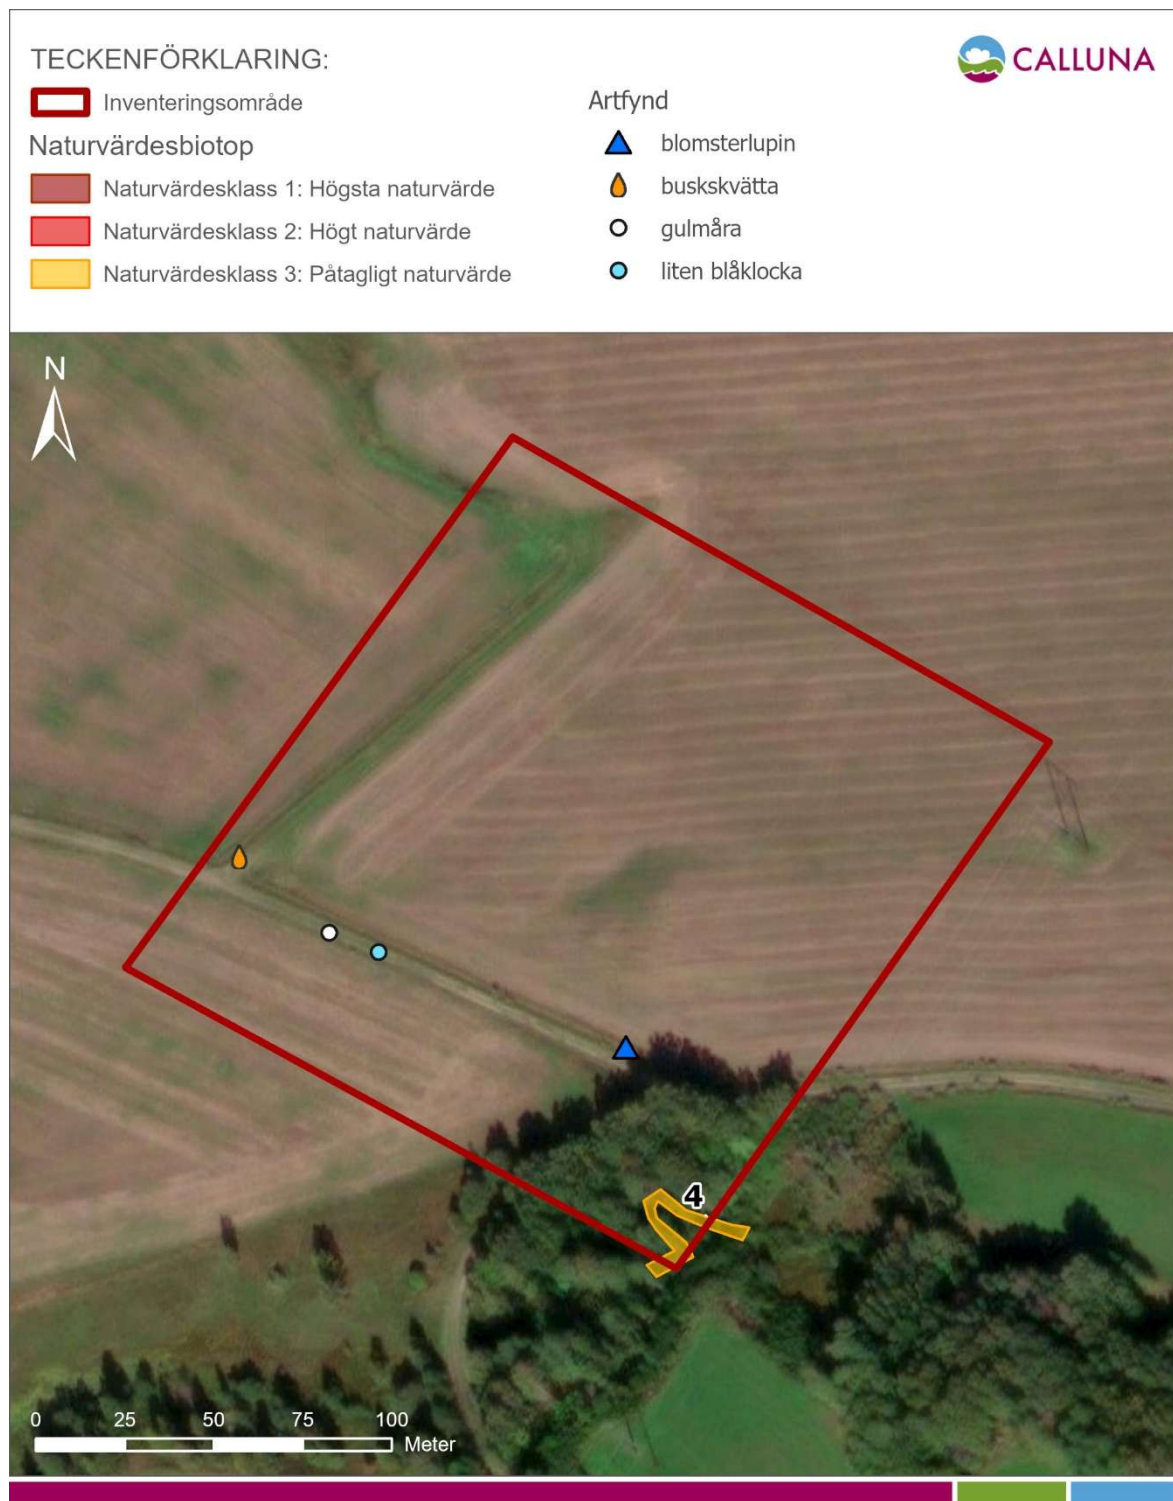 TECKENFÖRKLARING:
CALLUNA
Inventeringsområde
Naturvärdesbiotop
Naturvärdesklass 1: Högsta naturvärde
Naturvärdesklass 2: Högt naturvärde
Naturvärdesklass 3: Påtagligt naturvärde
Artfynd
blomsterlupin
buskskvätta
gulmåra
liten blåklocka
N
4
0 25 50 75 100
Meter